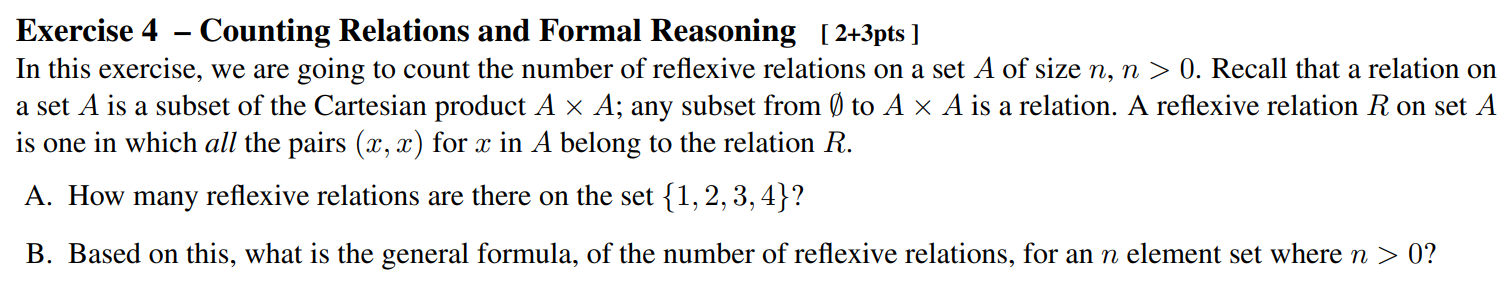 Exercise 4 – Counting Relations and Formal Reasoning [ 2+3pts ]
In this exercise, we are going to count the number of reflexive relations on a set A of size n, n > 0. Recall that a relation on
a set A is a subset of the Cartesian product A × A; any subset from ∅ to A × A is a relation. A reflexive relation R on set A
is one in which all the pairs (x, x) for x in A belong to the relation R.
A. How many reflexive relations are there on the set {1, 2, 3, 4}?
B. Based on this, what is the general formula, of the number of reflexive relations, for an n element set where n > 0?